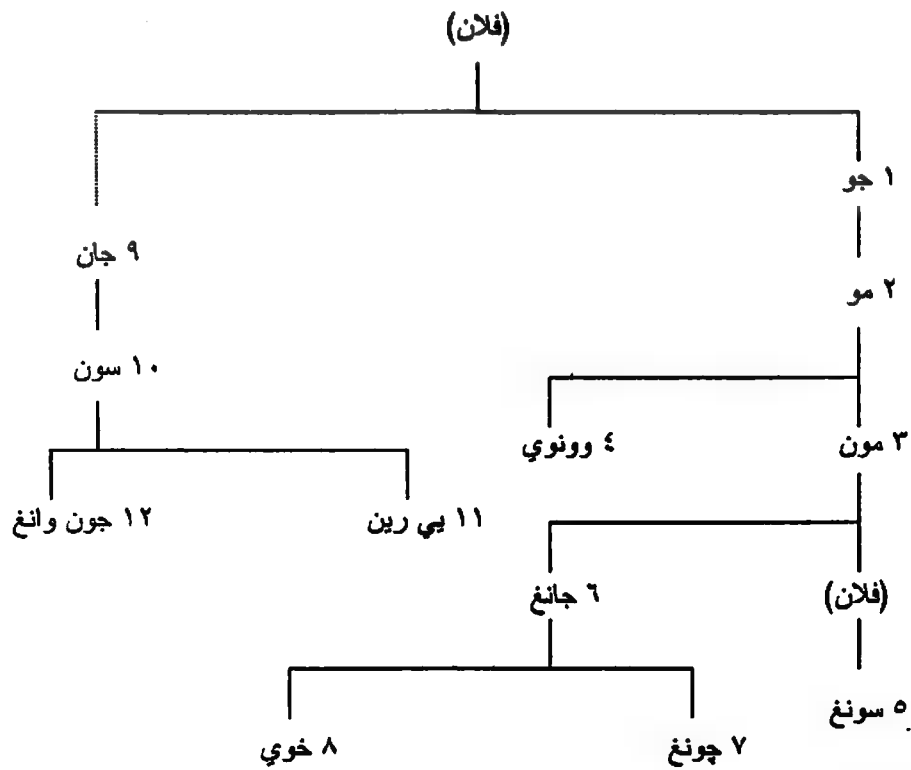 (فلان)
١ جو
٩ جان
٢ مو
١٠ سون
٣ مون
٤ وونوي
١١ يي رين
١٢ جون وانغ
(فلان)
٦ جانغ
٥ سونغ
٧ چونغ
٨ خوي